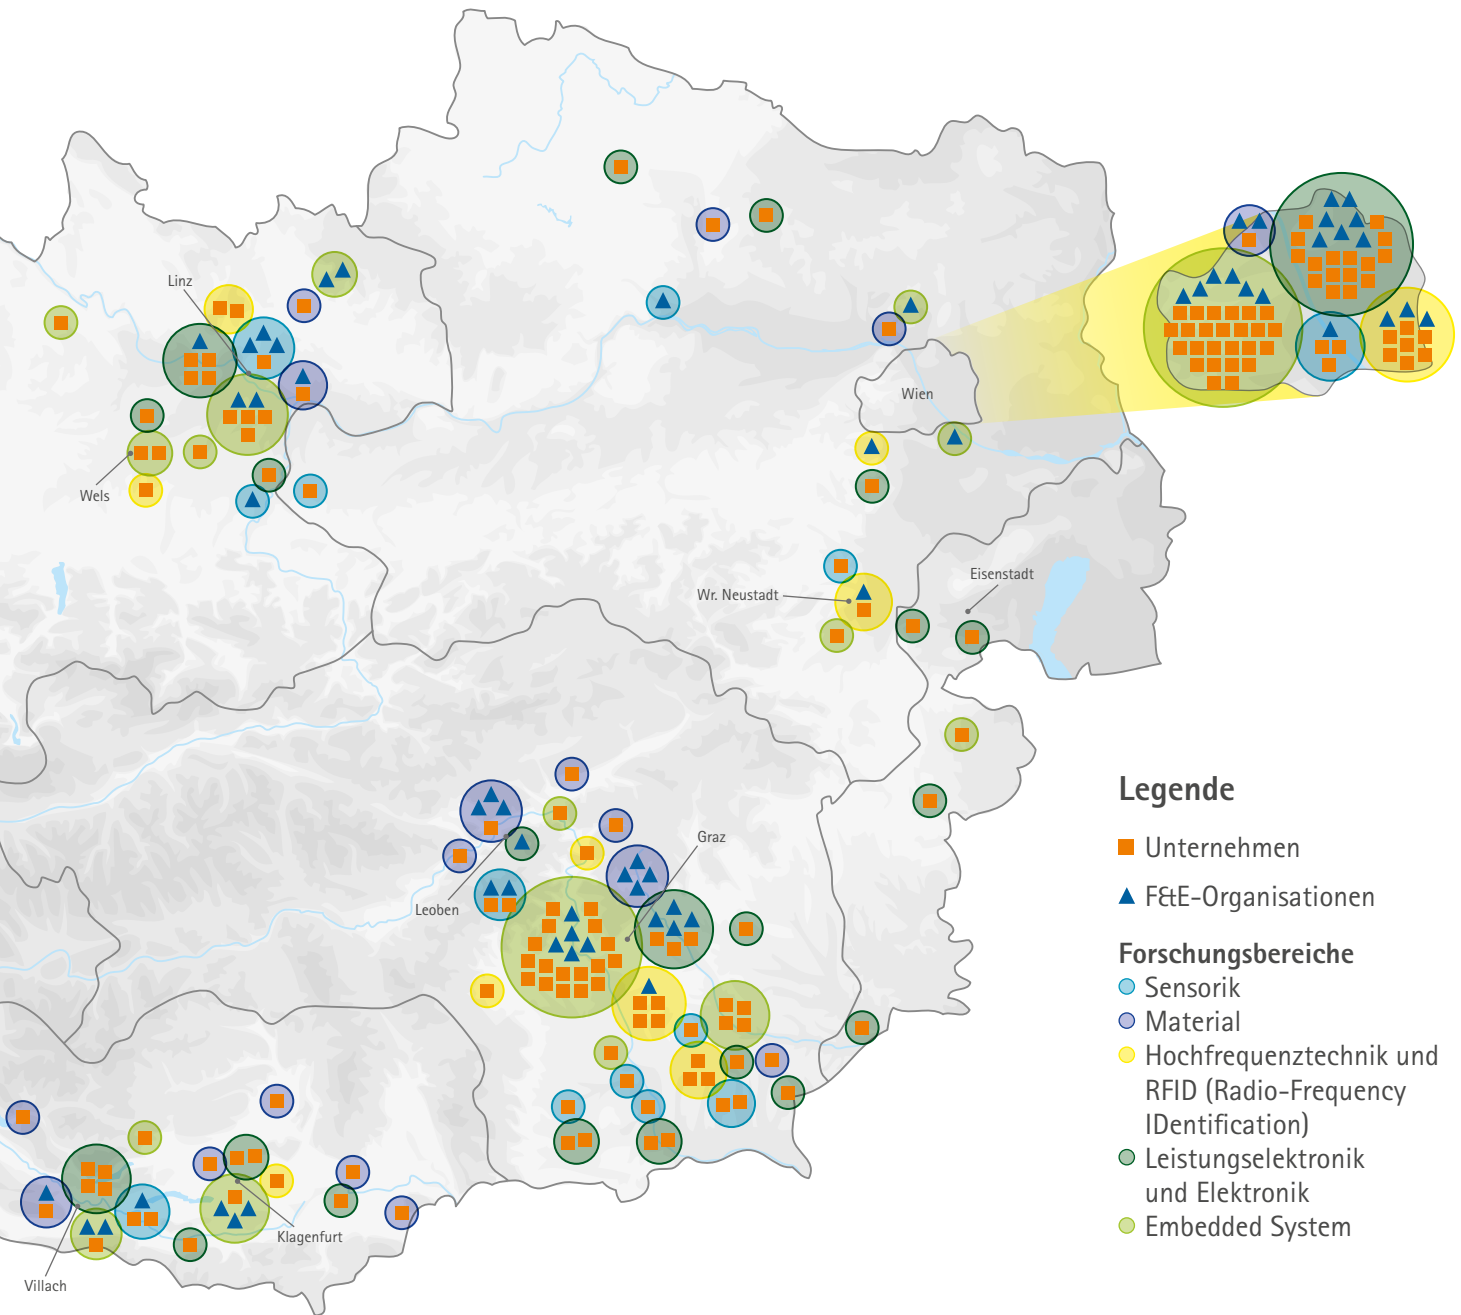 Linz
Wels
Wien
Wr. Neustadt
Eisenstadt
Graz
Leoben
Klagenfurt
Villach
Legende
Unternehmen
F&E-Organisationen
Forschungsbereiche
Sensorik
Material
Hochfrequenztechnik und
RFID (Radio-Frequency
IDentification)
Leistungselektronik
und Elektronik
Embedded System